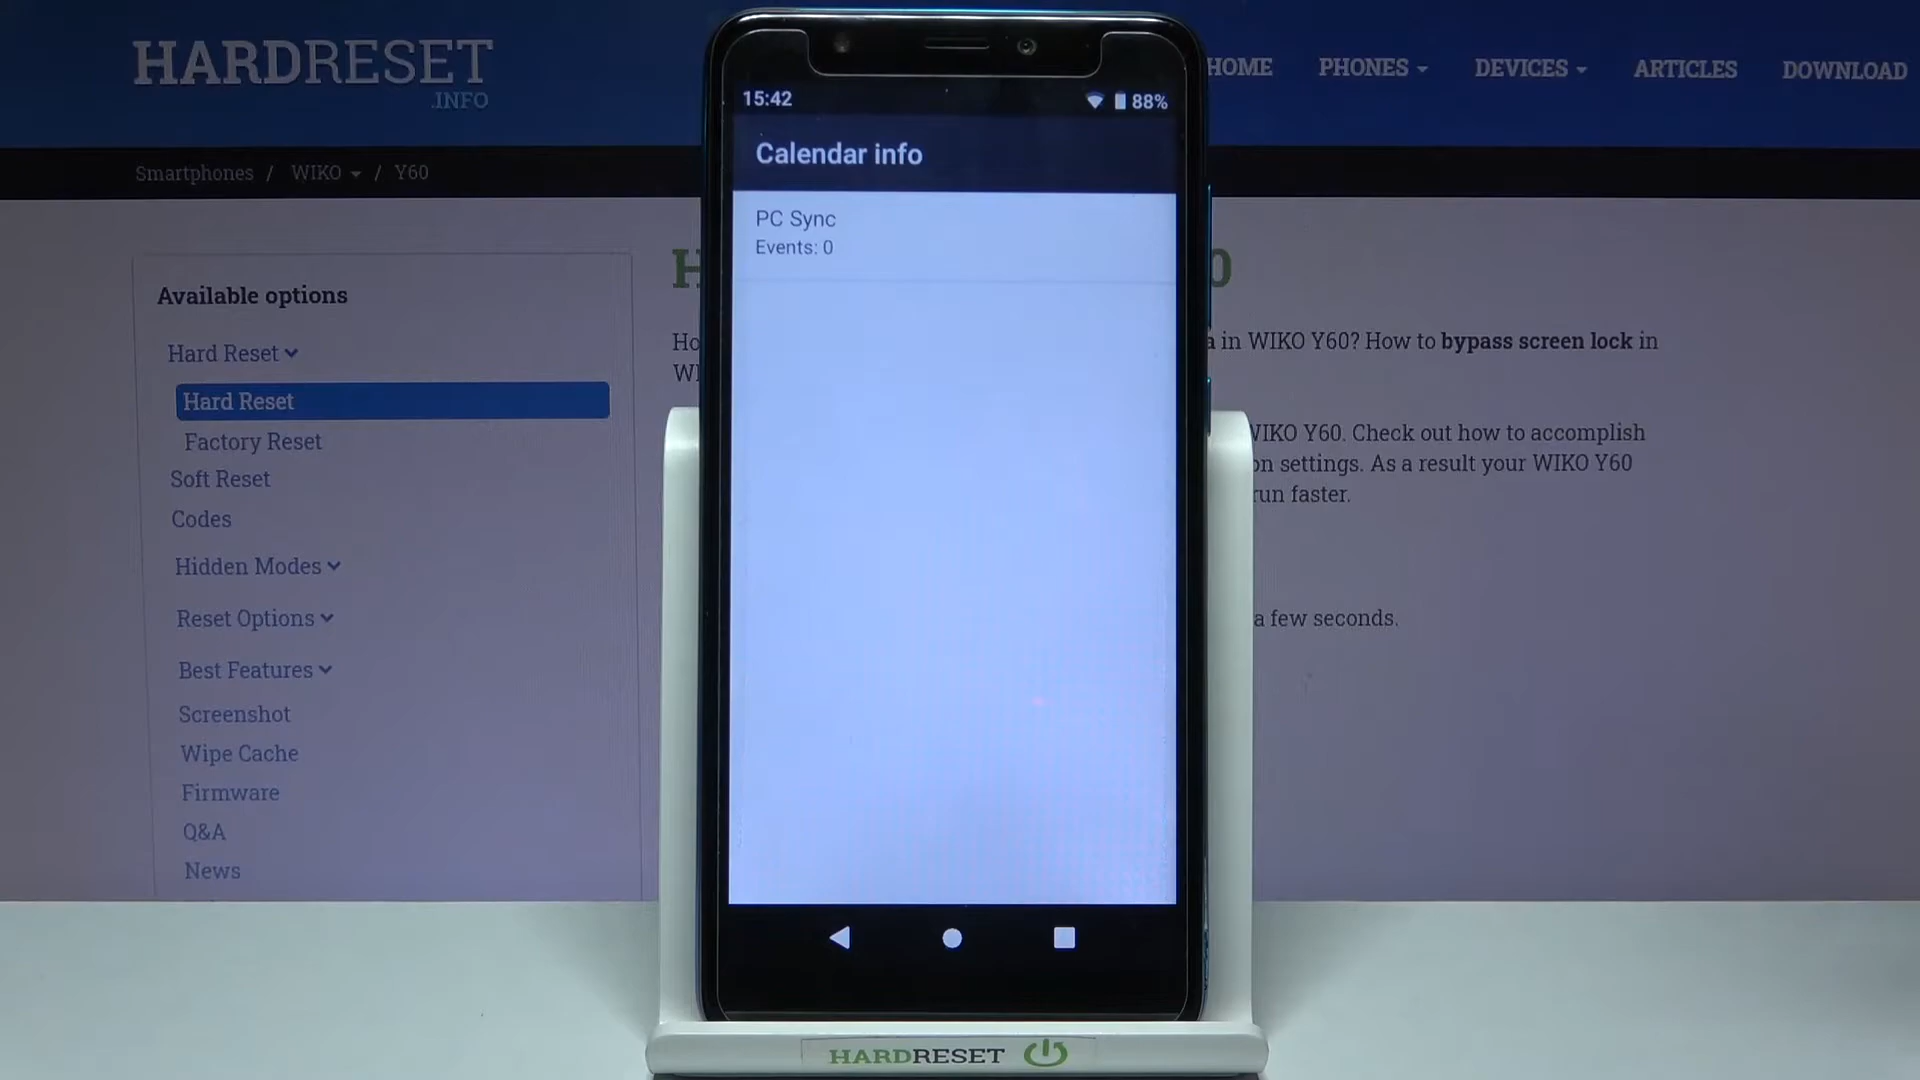 HARDRESET
.INFO
HOME PHONES DEVICES ARTICLES DOWNLOAD
Smartphones / WIKO / Y60
Available options
Hard Reset
Hard Reset
Factory Reset
Soft Reset
Codes
Hidden Modes
Reset Options
Best Features
Screenshot
Wipe Cache
Firmware
Q&A
News
15:42
88%
Calendar info
PC Sync
Events: 0
in WIKO Y60? How to bypass screen lock in
WIKO Y60. Check out how to accomplish
on settings. As a result your WIKO Y60
run faster.
a few seconds.
HARDRESET